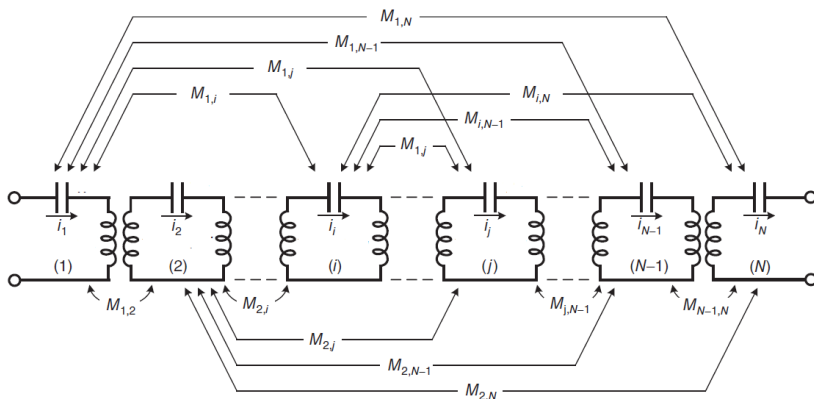 M1,N
M1,N−1
M1,j
M1,i
Mi,N
Mi,N−1
M1,j
i1
i2
ii
ij
iN−1
iN
(1)
(2)
(i)
(j)
(N−1)
(N)
M1,2
M2,i
Mj,N−1
MN−1,N
M2,j
M2,N−1
M2,N